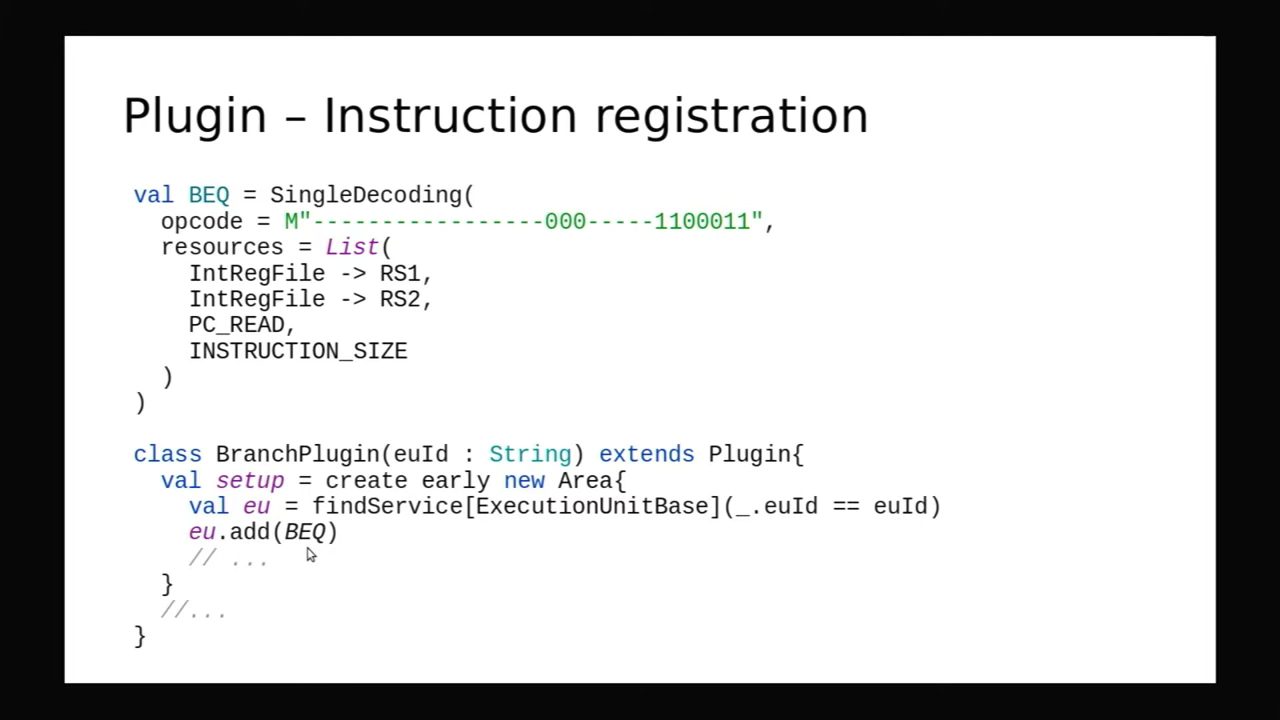 Plugin – Instruction registration
val BEQ = SingleDecoding(
  opcode = M"-----------------000-----1100011",
  resources = List(
    IntRegFile -> RS1,
    IntRegFile -> RS2,
    PC_READ,
    INSTRUCTION_SIZE
  )
)
class BranchPlugin(euId : String) extends Plugin{
  val setup = create early new Area{
    val eu = findService[ExecutionUnitBase](_.euId == euId)
    eu.add(BEQ)
    // ...
  }
  //...
}